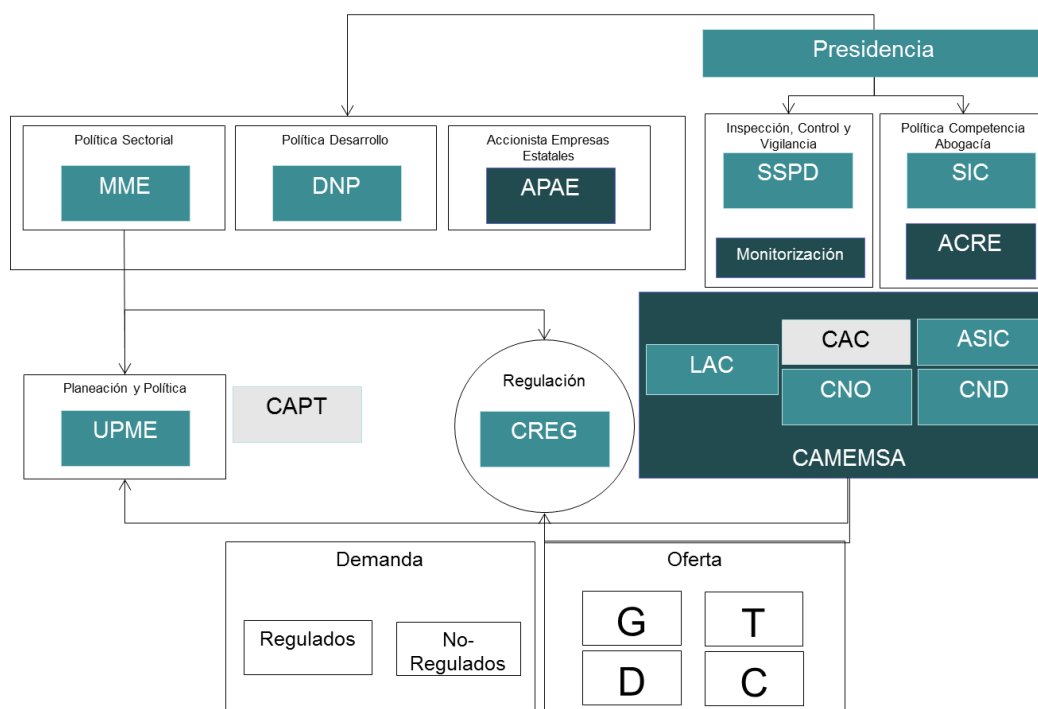 Presidencia
Política Sectorial
MME
Política Desarrollo
DNP
Accionista Empresas
Estatales
APAE
Inspección, Control y
Vigilancia
SSPD
Monitorización
Política Competencia
Abogacía
SIC
ACRE
Planeación y Política
UPME
CAPT
Regulación
CREG
LAC
CAC
ASIC
CNO
CND
CAMEMSA
Demanda
Regulados
No-
Regulados
Oferta
G
T
D
C